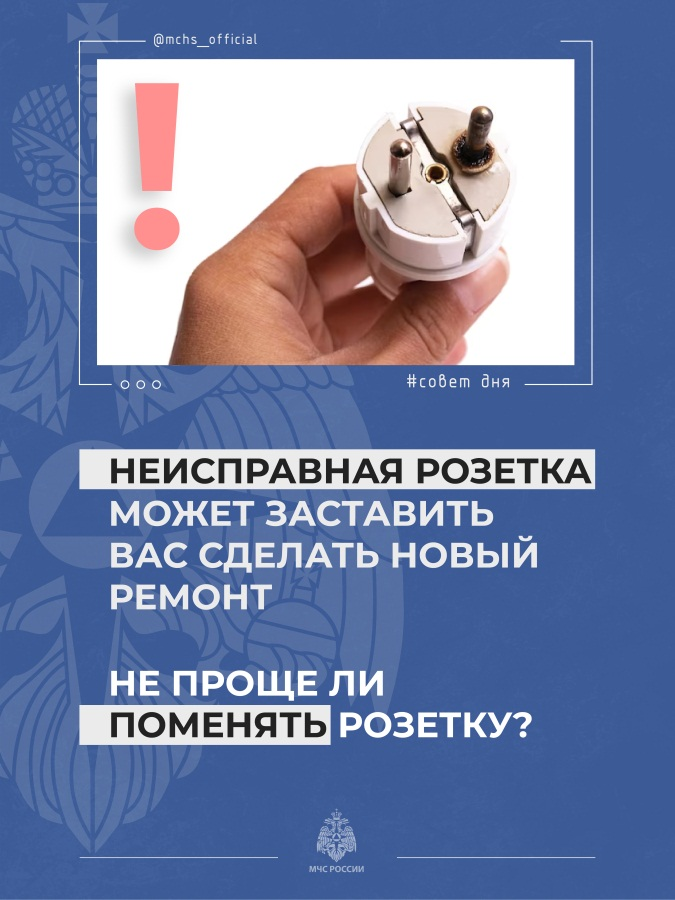 @mchs_official
#совет дня
НЕИСПРАВНАЯ РОЗЕТКА
МОЖЕТ ЗАСТАВИТЬ
ВАС СДЕЛАТЬ НОВЫЙ
РЕМОНТ
НЕ ПРОЩЕ ЛИ
ПОМЕНЯТЬ РОЗЕТКУ?
МЧС РОССИИ